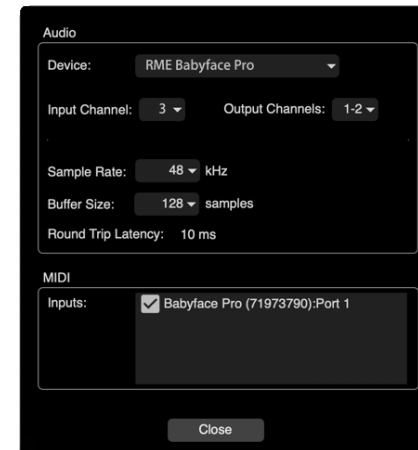 Audio
Device: RME Babyface Pro
Input Channel: 3 Output Channels: 1-2
Sample Rate: 48 kHz
Buffer Size: 128 samples
Round Trip Latency: 10 ms
MIDI
Inputs: Babyface Pro (71973790):Port 1
Close